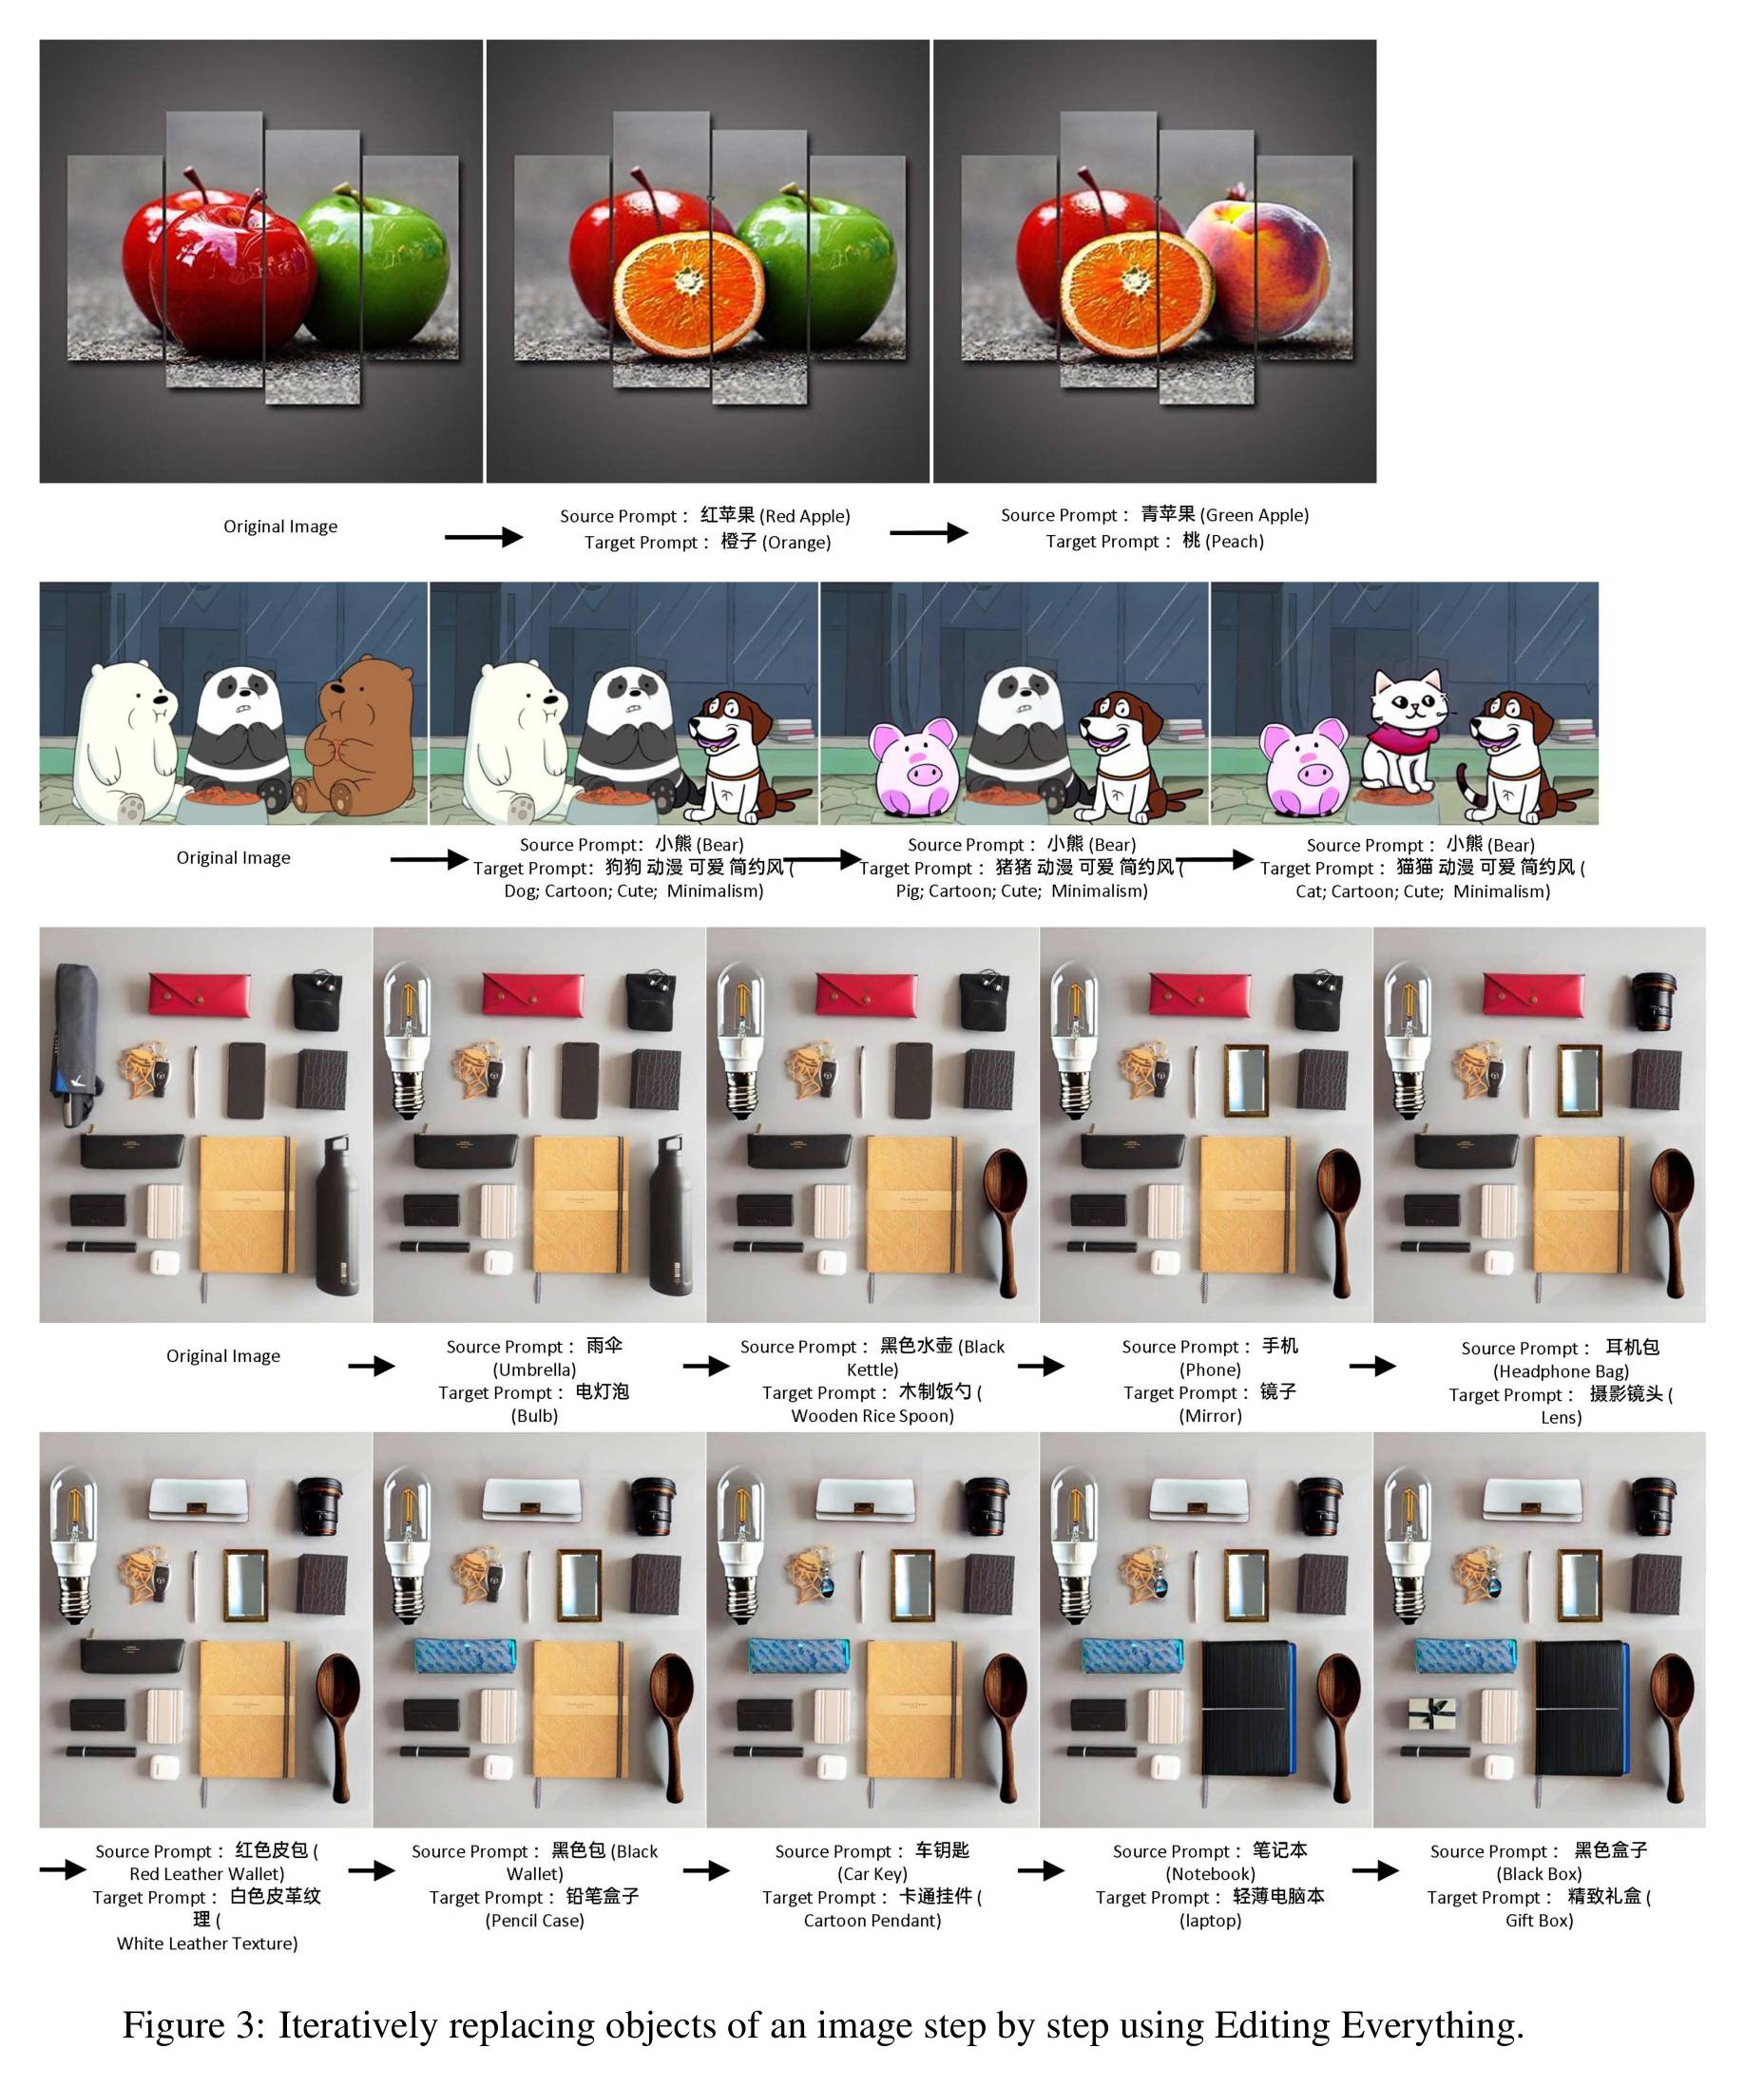 Original Image
Source Prompt： 红苹果 (Red Apple)
Target Prompt： 橙子 (Orange)
Source Prompt： 青苹果 (Green Apple)
Target Prompt： 桃 (Peach)
Original Image
Source Prompt： 小熊 (Bear)
Target Prompt： 狗狗 动漫 可爱 简约风 (
Dog; Cartoon; Cute; Minimalism)
Source Prompt： 小熊 (Bear)
Target Prompt： 猪猪 动漫 可爱 简约风 (
Pig; Cartoon; Cute; Minimalism)
Source Prompt： 小熊 (Bear)
Target Prompt： 猫猫 动漫 可爱 简约风 (
Cat; Cartoon; Cute; Minimalism)
Original Image
Source Prompt： 雨伞
(Umbrella)
Target Prompt： 电灯泡
(Bulb)
Source Prompt： 黑色水壶 (Black
Kettle)
Target Prompt： 木制饭勺 (
Wooden Rice Spoon)
Source Prompt： 手机
(Phone)
Target Prompt： 镜子
(Mirror)
Source Prompt： 耳机包
(Headphone Bag)
Target Prompt： 摄影镜头 (
Lens)
Source Prompt： 红色皮包 (
Red Leather Wallet)
Target Prompt： 白色皮革纹
理 (
White Leather Texture)
Source Prompt： 黑色包 (Black
Wallet)
Target Prompt： 铅笔盒子
(Pencil Case)
Source Prompt： 车钥匙
(Car Key)
Target Prompt： 卡通挂件 (
Cartoon Pendant)
Source Prompt： 笔记本
(Notebook)
Target Prompt： 轻薄电脑本
(laptop)
Source Prompt： 黑色盒子
(Black Box)
Target Prompt： 精致礼盒 (
Gift Box)
Figure 3: Iteratively replacing objects of an image step by step using Editing Everything.